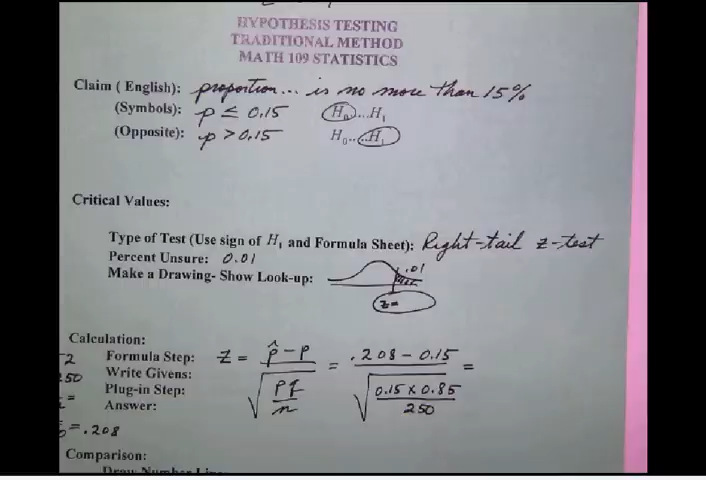 HYPOTHESIS TESTING
TRADITIONAL METHOD
MATH 109 STATISTICS
Claim ( English): proportion... is no more than 15%
(Symbols): p ≤ 0.15 H₀...H₁
(Opposite): p > 0.15 H₀...H₁
Critical Values:
Type of Test (Use sign of H₁ and Formula Sheet): Right-tail z-test
Percent Unsure: 0.01
Make a Drawing- Show Look-up: .01
z=
Calculation:
Formula Step: Z = (p̂ - p) / √(pq/n) = (.208 - 0.15) / √((0.15 x 0.85)/250) =
Write Givens:
Plug-in Step:
Answer:
= .208
Comparison: